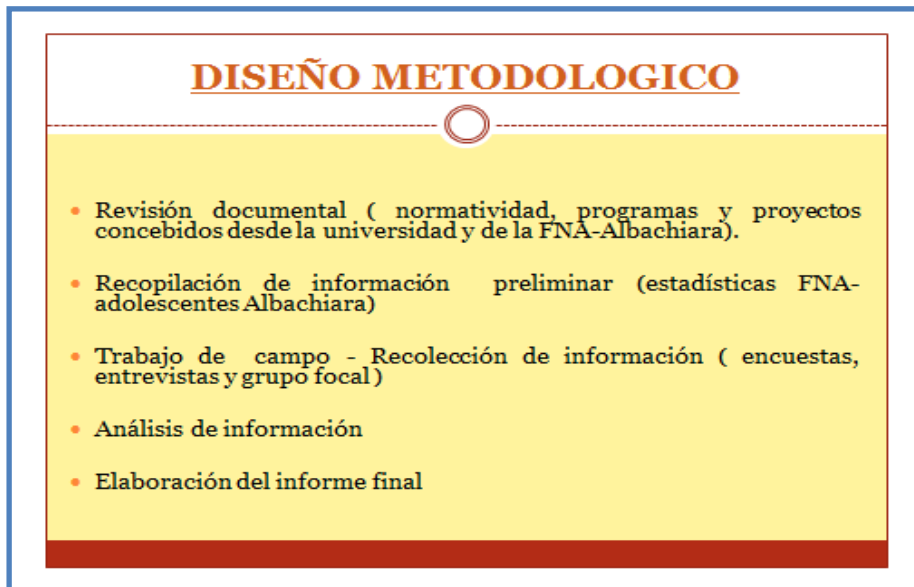 DISEÑO METODOLOGICO
• Revisión documental ( normatividad, programas y proyectos
concebidos desde la universidad y de la FNA-Albachiara).
• Recopilación de información preliminar (estadísticas FNA-
adolescentes Albachiara)
• Trabajo de campo - Recolección de información ( encuestas,
entrevistas y grupo focal )
• Análisis de información
• Elaboración del informe final